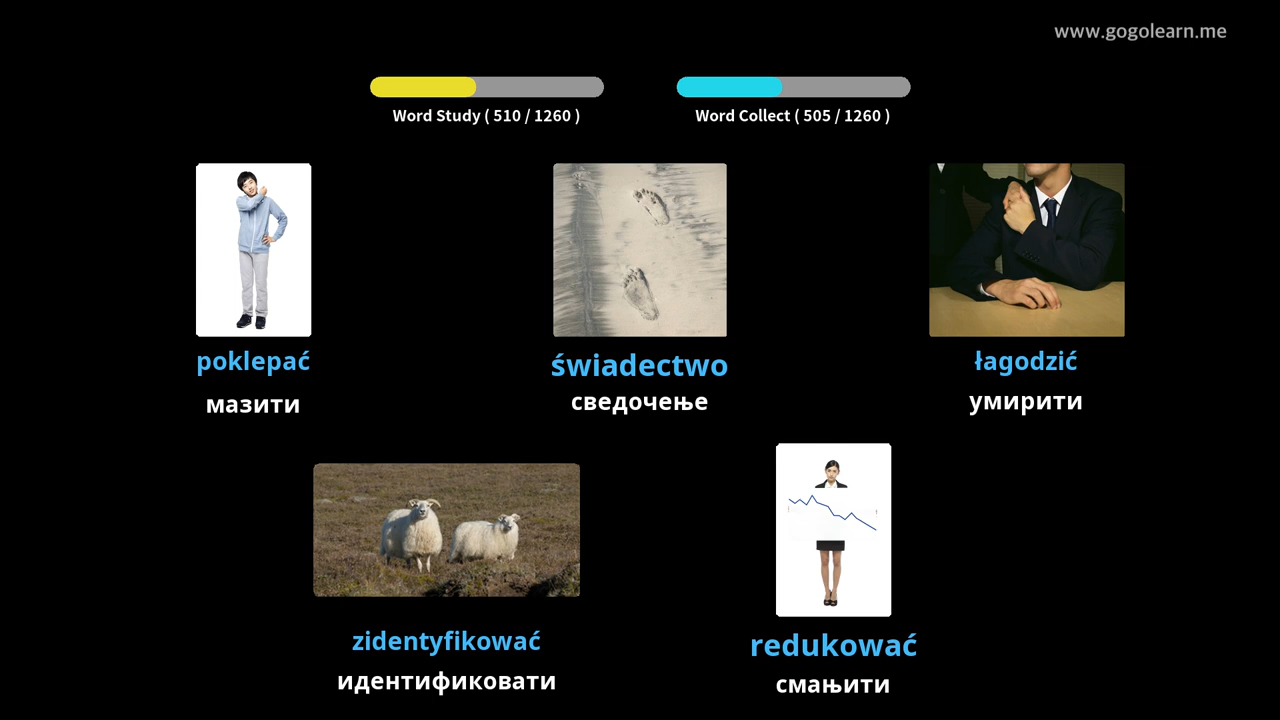 www.gogolearn.me
Word Study ( 510 / 1260 )
Word Collect ( 505 / 1260 )
poklepać
мазити
świadectwo
сведочење
łagodzić
умирити
zidentyfikować
идентификовати
redukować
смањити